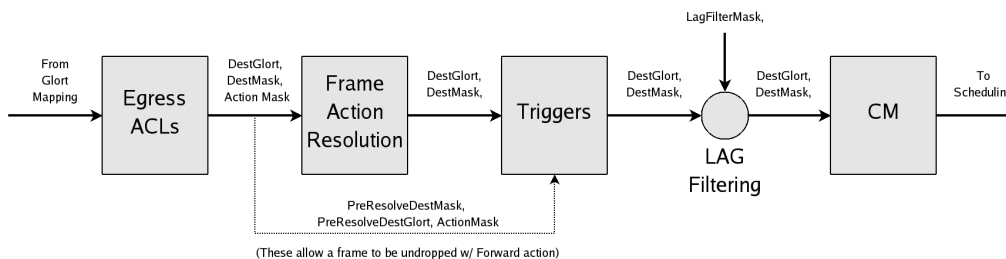 LagFilterMask,
From
Glort
Mapping
Egress
ACLs
DestGlort,
DestMask,
Action Mask
Frame
Action
Resolution
DestGlort,
DestMask,
Triggers
DestGlort,
DestMask,
LAG
Filtering
DestGlort,
DestMask,
CM
To
Schedulin
PreResolveDestMask,
PreResolveDestGlort, ActionMask
(These allow a frame to be undropped w/ Forward action)